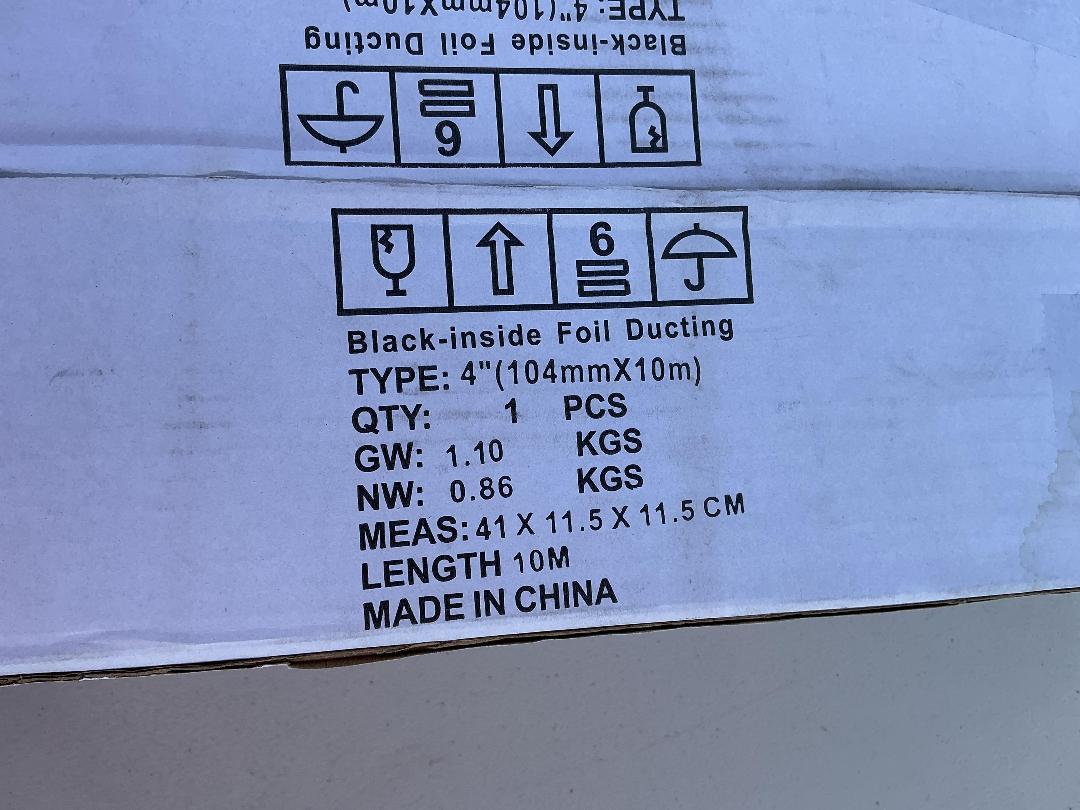 TYPE: 4"(104mmX10m)
Black-inside Foil Ducting
6
6
Black-inside Foil Ducting
TYPE: 4"(104mmX10m)
QTY: 1 PCS
GW: 1.10 KGS
NW: 0.86 KGS
MEAS: 41 X 11.5 X 11.5 CM
LENGTH 10M
MADE IN CHINA